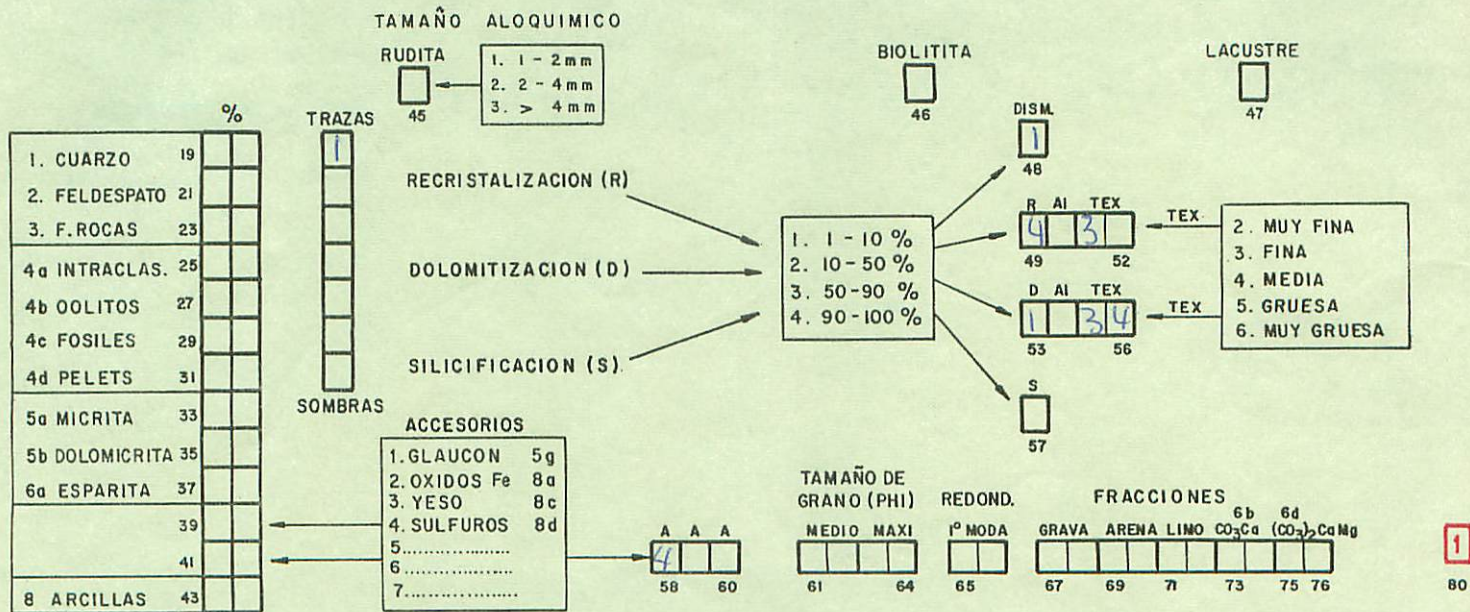 TAMAÑO ALOQUIMICO
RUDITA
45
1. 1 - 2mm
2. 2 - 4mm
3. > 4mm
BIOLITITA
46
LACUSTRE
47
%
TRAZAS
1
1. CUARZO 19
2. FELDESPATO 21
3. F.ROCAS 23
4a INTRACLAS. 25
4b OOLITOS 27
4c FOSILES 29
4d PELETS 31
5a MICRITA 33
5b DOLOMICRITA 35
6a ESPARITA 37
39
41
8 ARCILLAS 43
SOMBRAS
RECRISTALIZACION (R)
DOLOMITIZACION (D)
SILICIFICACION (S)
1. 1-10 %
2. 10-50 %
3. 50-90 %
4. 90-100 %
DISM.
1
48
R AI TEX
4 3
49 52
TEX
D AI TEX
1 3 4
53 56
TEX
S
57
2. MUY FINA
3. FINA
4. MEDIA
5. GRUESA
6. MUY GRUESA
ACCESORIOS
1. GLAUCON 5g
2. OXIDOS Fe 8a
3. YESO 8c
4. SULFUROS 8d
5..................
6..................
7..................
A A A
4
58 60
TAMAÑO DE
GRANO (PHI)
MEDIO MAXI
61 64
REDOND.
1º MODA
65
FRACCIONES
6b 6d
GRAVA ARENA LIMO CO3Ca (CO3)2CaMg
67 69 71 73 75 76
1
80